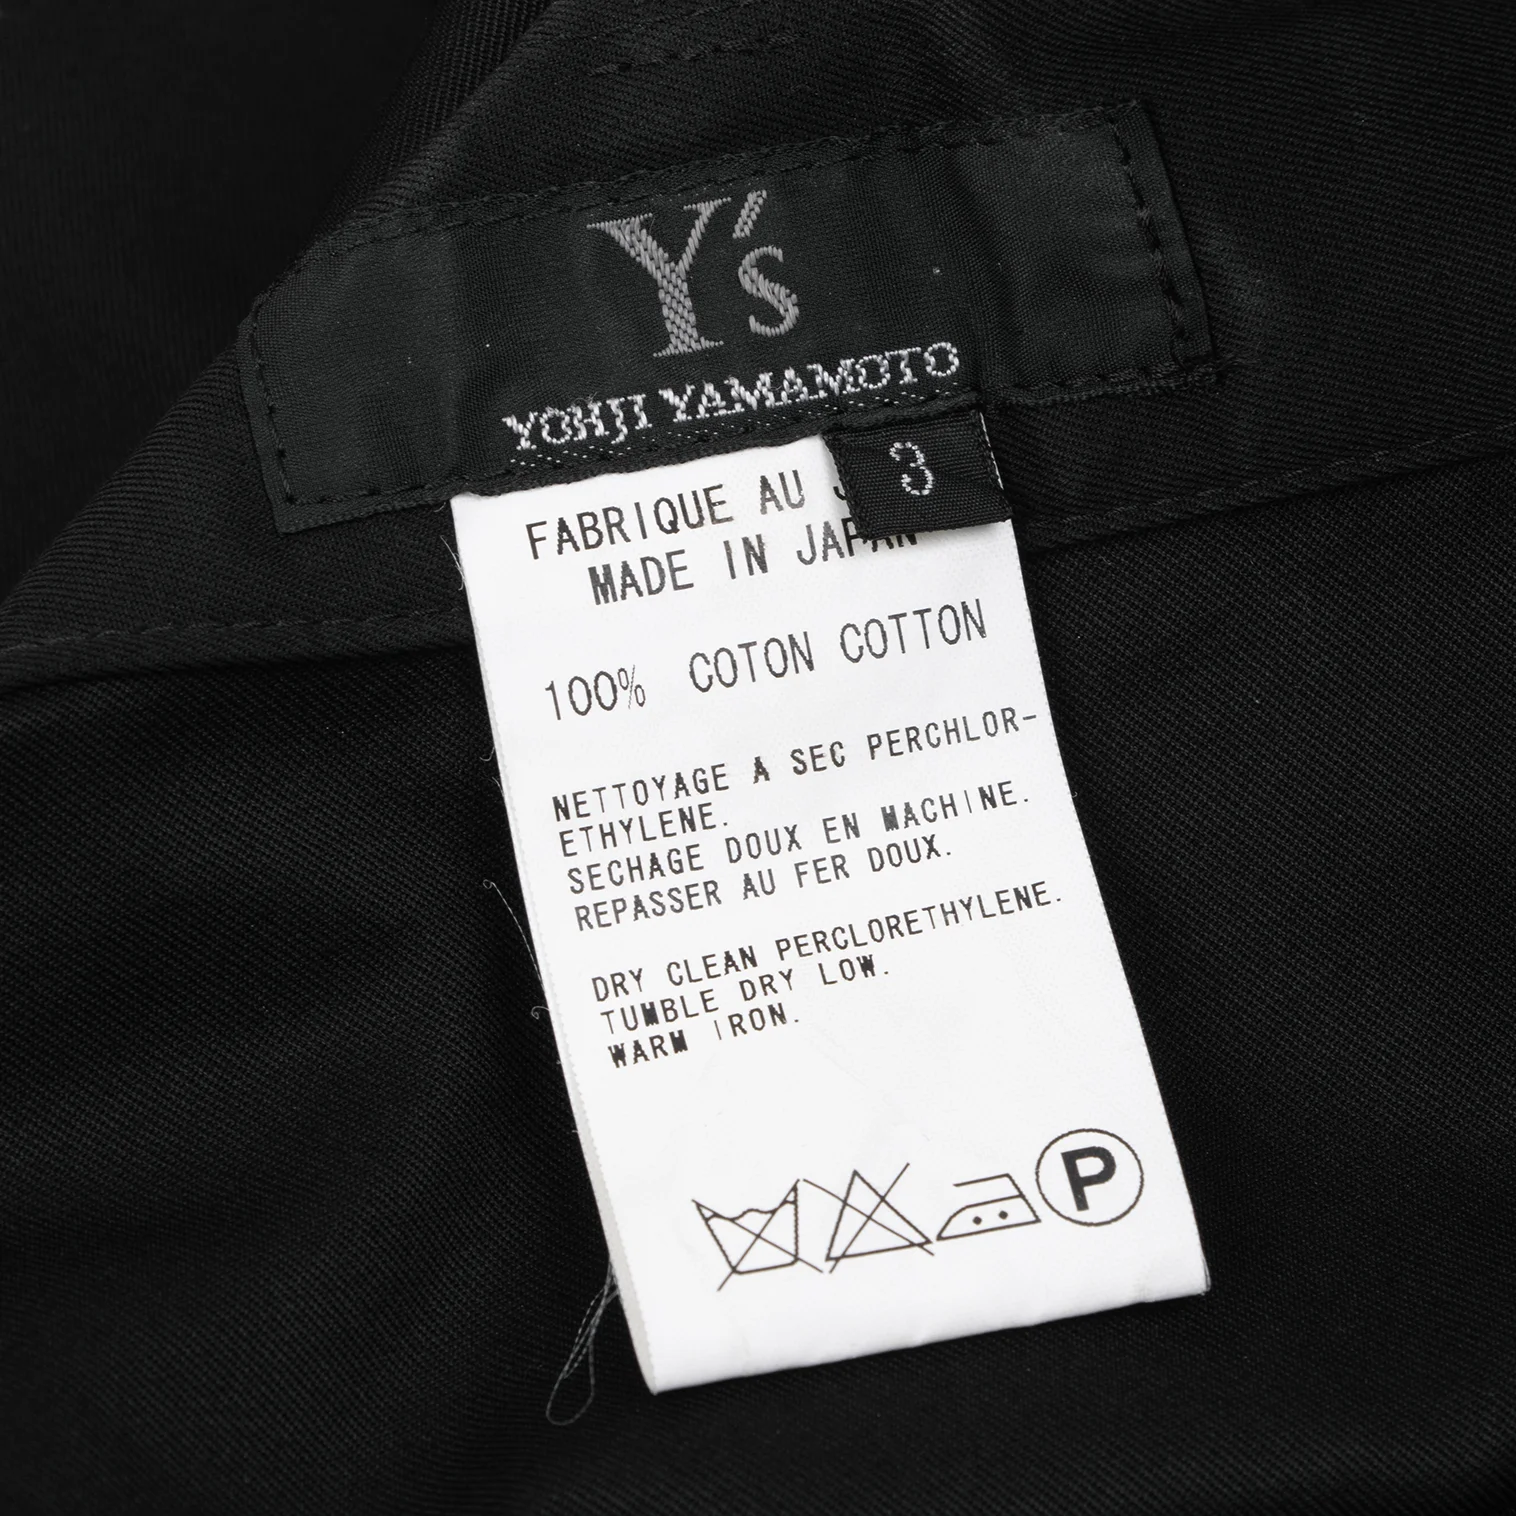 Y's
YOHJI YAMAMOTO
3
FABRIQUE AU
MADE IN JAPAN
100% COTON COTTON
NETTOYAGE A SEC PERCHLOR-
ETHYLENE.
SECHAGE DOUX EN MACHINE.
REPASSER AU FER DOUX.
DRY CLEAN PERCLORETHYLENE.
TUMBLE DRY LOW.
WARM IRON.
P